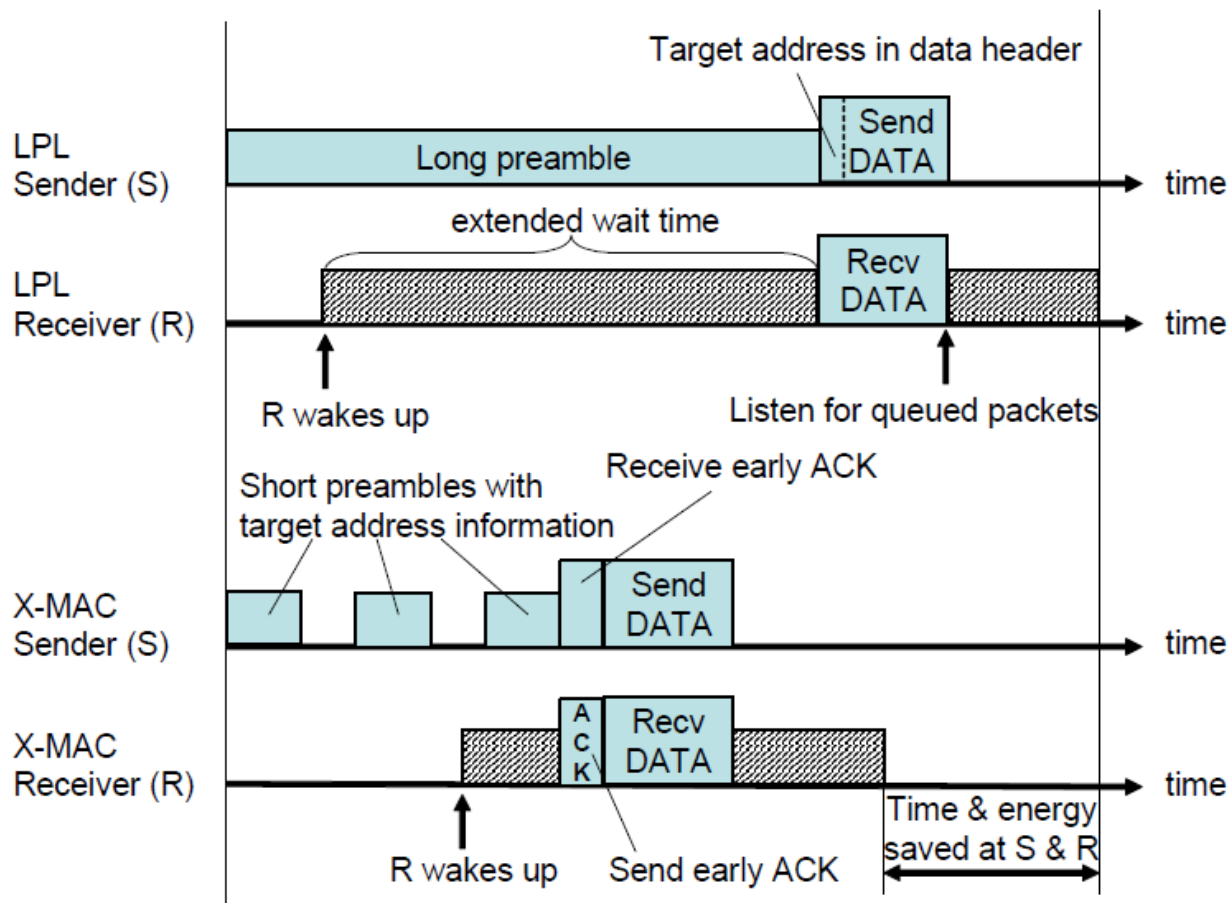 Target address in data header
LPL
Sender (S)
Long preamble
Send
DATA
time
extended wait time
LPL
Receiver (R)
Recv
DATA
time
R wakes up
Listen for queued packets
Receive early ACK
Short preambles with
target address information
X-MAC
Sender (S)
Send
DATA
time
X-MAC
Receiver (R)
A
C
K
Recv
DATA
time
R wakes up
Send early ACK
Time & energy
saved at S & R